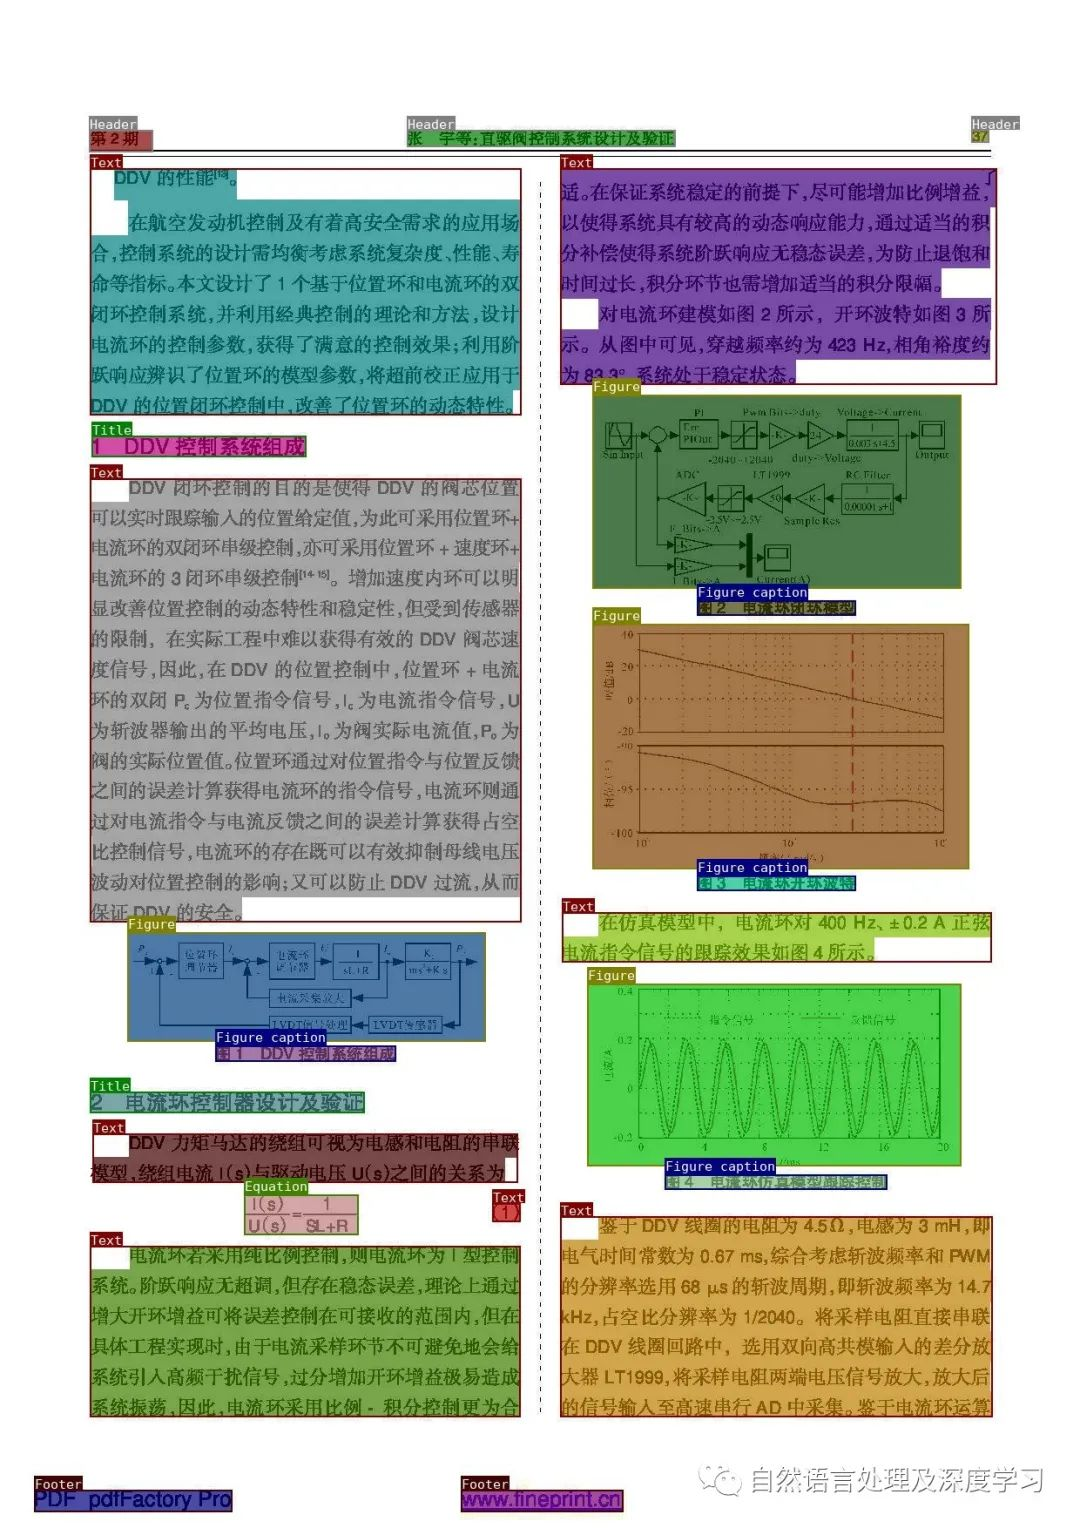 Header
第 2 期
Header
张　宇等:直驱阀控制系统设计及验证
Header
37
Text
DDV 的性能[13]。
在航空发动机控制及有着高安全需求的应用场
合,控制系统的设计需均衡考虑系统复杂度、性能、寿
命等指标。本文设计了 1 个基于位置环和电流环的双
闭环控制系统,并利用经典控制的理论和方法,设计
电流环的控制参数,获得了满意的控制效果;利用阶
跃响应辨识了位置环的模型参数,将超前校正应用于
DDV 的位置闭环控制中,改善了位置环的动态特性。
Title
1　DDV 控制系统组成
Text
DDV 闭环控制的目的是使得 DDV 的阀芯位置
可以实时跟踪输入的位置给定值,为此可采用位置环+
电流环的双闭环串级控制,亦可采用位置环 + 速度环+
电流环的 3 闭环串级控制[14-15]。增加速度内环可以明
显改善位置控制的动态特性和稳定性,但受到传感器
的限制，在实际工程中难以获得有效的 DDV 阀芯速
度信号,因此,在 DDV 的位置控制中,位置环 + 电流
环的双闭 Pc 为位置指令信号,Ic 为电流指令信号,U
为斩波器输出的平均电压,Io 为阀实际电流值,Po 为
阀的实际位置值。位置环通过对位置指令与位置反馈
之间的误差计算获得电流环的指令信号,电流环则通
过对电流指令与电流反馈之间的误差计算获得占空
比控制信号,电流环的存在既可以有效抑制母线电压
波动对位置控制的影响;又可以防止 DDV 过流,从而
保证 DDV 的安全。
Figure
位置环
调节器
电流环
调节器
1
sL+R
电流采集放大
LVDT信号处理
LVDT传感器
Figure caption
图 1　DDV 控制系统组成
Title
2　电流环控制器设计及验证
Text
DDV 力矩马达的绕组可视为电感和电阻的串联
模型,绕组电流 I(s)与驱动电压 U(s)之间的关系为
Equation
I(s)/U(s) = 1/SL+R
Text
(1)
Text
电流环若采用纯比例控制,则电流环为 I 型控制
系统。阶跃响应无超调,但存在稳态误差,理论上通过
增大开环增益可将误差控制在可接收的范围内,但在
具体工程实现时,由于电流采样环节不可避免地会给
系统引入高频干扰信号,过分增加开环增益极易造成
系统振荡,因此,电流环采用比例 - 积分控制更为合
Text
适。在保证系统稳定的前提下,尽可能增加比例增益,
以使得系统具有较高的动态响应能力,通过适当的积
分补偿使得系统阶跃响应无稳态误差,为防止退饱和
时间过长,积分环节也需增加适当的积分限幅。
对电流环建模如图 2 所示，开环波特如图 3 所
示。从图中可见,穿越频率约为 423 Hz,相角裕度约
为 83.3°,系统处于稳定状态。
Figure
PI
Pwm Bits->duty
Voltage->Current
Sin Input
Err
PIOut
-K-
24
1
0.003 s+4.5
Output
-2040~+2040
duty->Voltage
ADC
LT1999
RC Filter
-K-
50
-K-
1
0.00001 s+1
-2.5V~+2.5V
Sample Res
F_Bits->A
-K-
-K-
I_Bits->A
Current(A)
Figure caption
图 2　电流环闭环模型
Figure
40
20
0
-20
幅值/dB
-90
-95
-100
Figure caption
图 3　电流环开环波特
Text
在仿真模型中，电流环对 400 Hz、±0.2 A 正弦
电流指令信号的跟踪效果如图 4 所示。
Figure
0.4
指令信号
反馈信号
0.2
0
-0.2
电流/A
0 4 8 12 16 20
Figure caption
图 4　电流环仿真模型跟踪控制
Text
鉴于 DDV 线圈的电阻为 4.5Ω,电感为 3 mH,即
电气时间常数为 0.67 ms,综合考虑斩波频率和 PWM
的分辨率选用 68 μs 的斩波周期,即斩波频率为 14.7
kHz,占空比分辨率为 1/2040。将采样电阻直接串联
在 DDV 线圈回路中，选用双向高共模输入的差分放
大器 LT1999,将采样电阻两端电压信号放大,放大后
的信号输入至高速串行 AD 中采集。鉴于电流环运算
Footer
PDF pdfFactory Pro
Footer
www.fineprint.cn
自然语言处理及深度学习